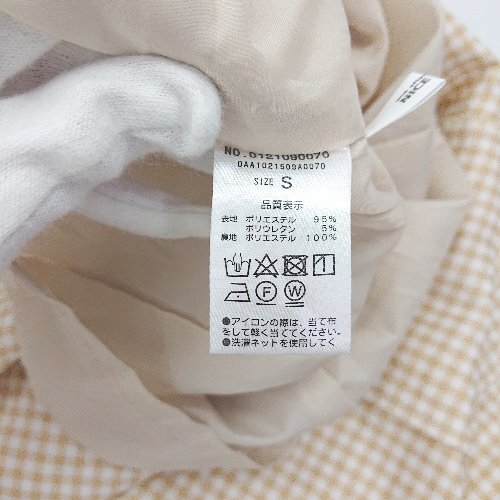 NICE
NO.0121090070
0AA1021509A0070
SIZE S
品質表示
表地 ポリエステル 95%
ポリウレタン 5%
裏地 ポリエステル 100%
F W
●アイロンの際は、当て布
をして軽く当ててください。
●洗濯ネットを使用してく